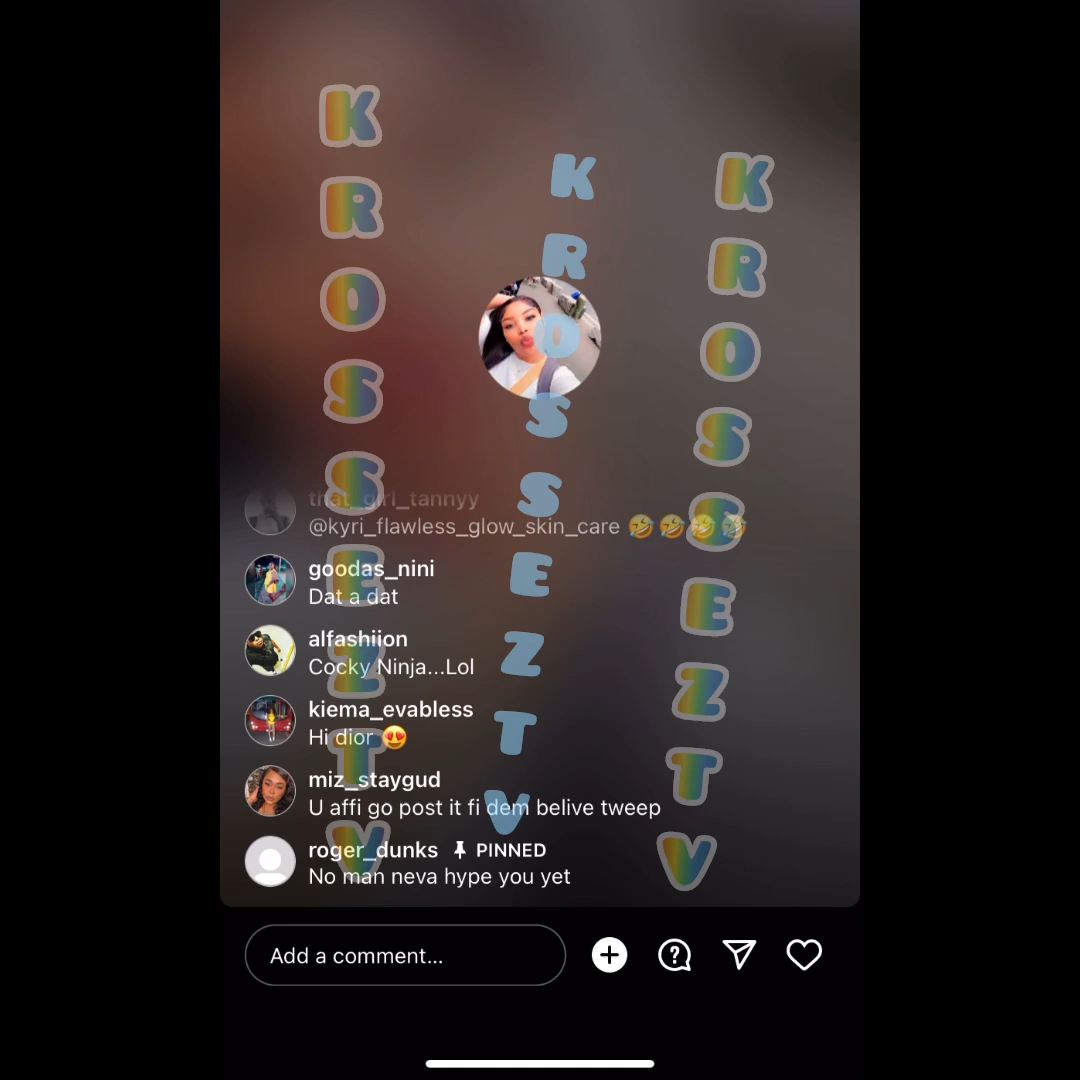 KROSSEZTV
KROSSEZTV
KROSSEZTV
that_girl_tannyy
@kyri_flawless_glow_skin_care 🤣🤣🤣🤣
goodas_nini
Dat a dat
alfashiion
Cocky Ninja...Lol
kiema_evabless
Hi dior 😍
miz_staygud
U affi go post it fi dem belive tweep
roger_dunks PINNED
No man neva hype you yet
Add a comment...